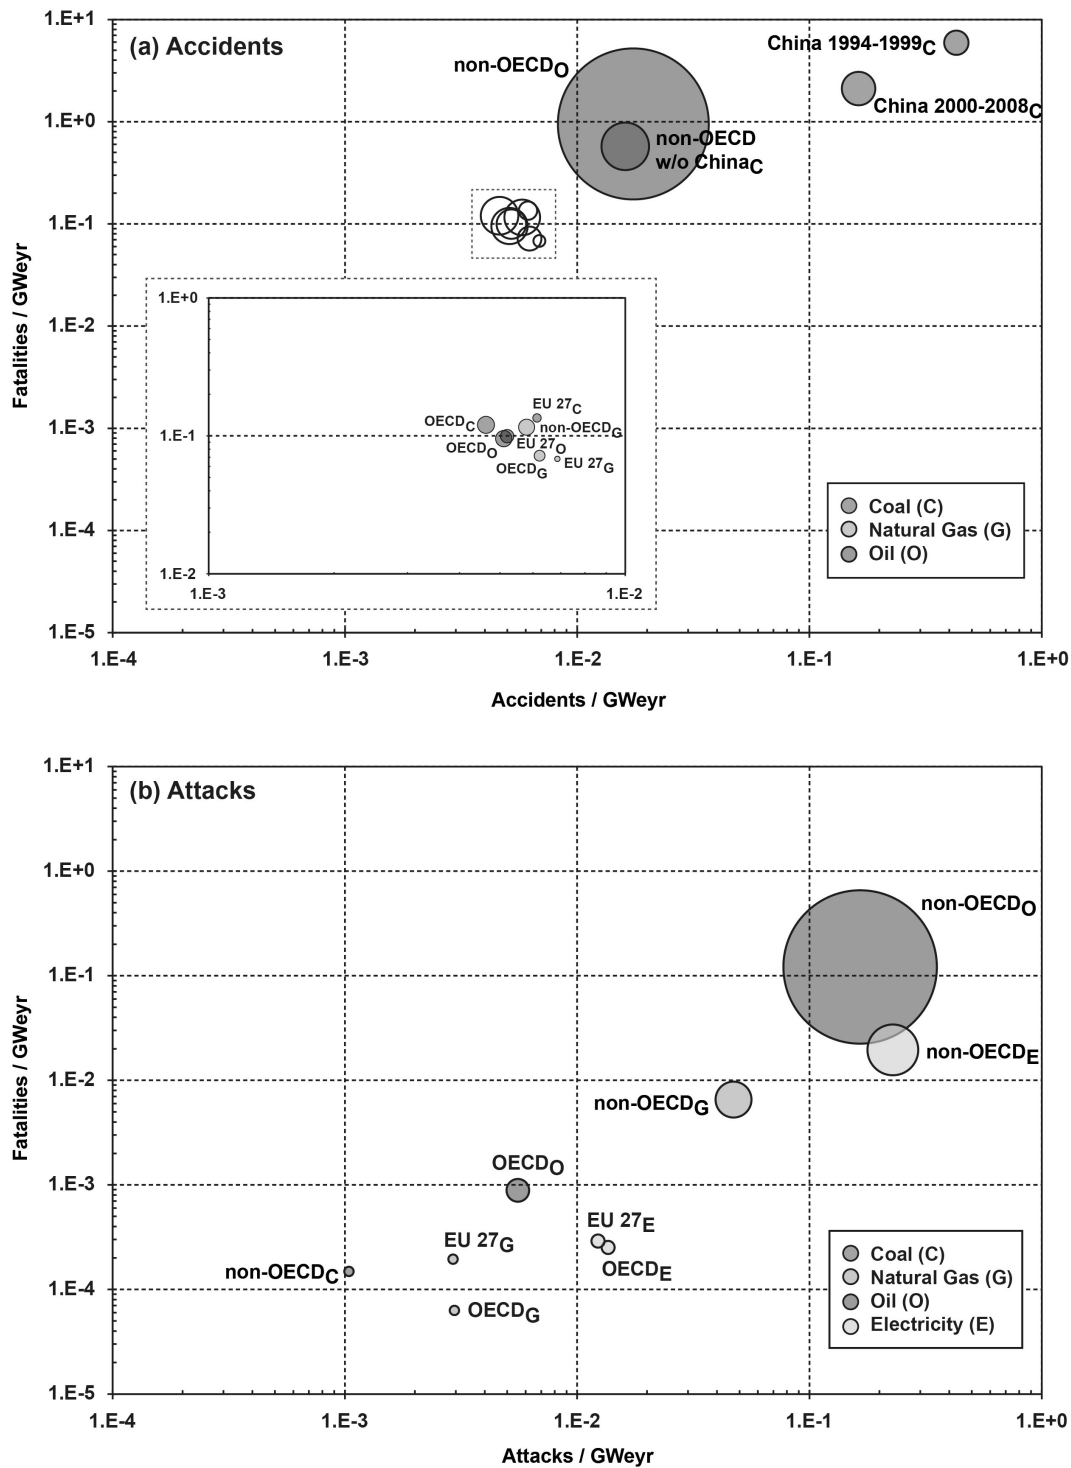 1.E+1
(a) Accidents
China 1994-1999C
non-OECDO
China 2000-2008C
1.E+0
non-OECD
w/o ChinaC
1.E-1
Fatalities / GWeyr
1.E+0
1.E-2
EU 27C
OECDC
non-OECDG
1.E-3
1.E-1
EU 27O
OECDO
EU 27G
OECDG
Coal (C)
1.E-4
Natural Gas (G)
Oil (O)
1.E-2
1.E-3
1.E-2
1.E-5
1.E-4
1.E-3
1.E-2
1.E-1
1.E+0
Accidents / GWeyr
1.E+1
(b) Attacks
1.E+0
non-OECDO
1.E-1
Fatalities / GWeyr
non-OECDE
1.E-2
non-OECDG
OECDO
1.E-3
EU 27E
EU 27G
non-OECDC
OECDE
1.E-4
OECDG
Coal (C)
Natural Gas (G)
Oil (O)
Electricity (E)
1.E-5
1.E-4
1.E-3
1.E-2
1.E-1
1.E+0
Attacks / GWeyr